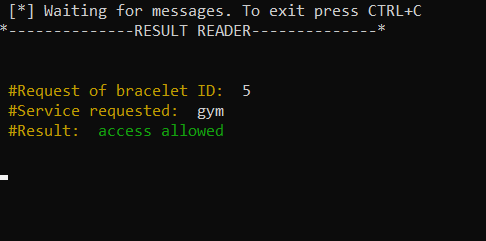 [*] Waiting for messages. To exit press CTRL+C
*--------------RESULT READER--------------*
#Request of bracelet ID: 5
#Service requested: gym
#Result: access allowed